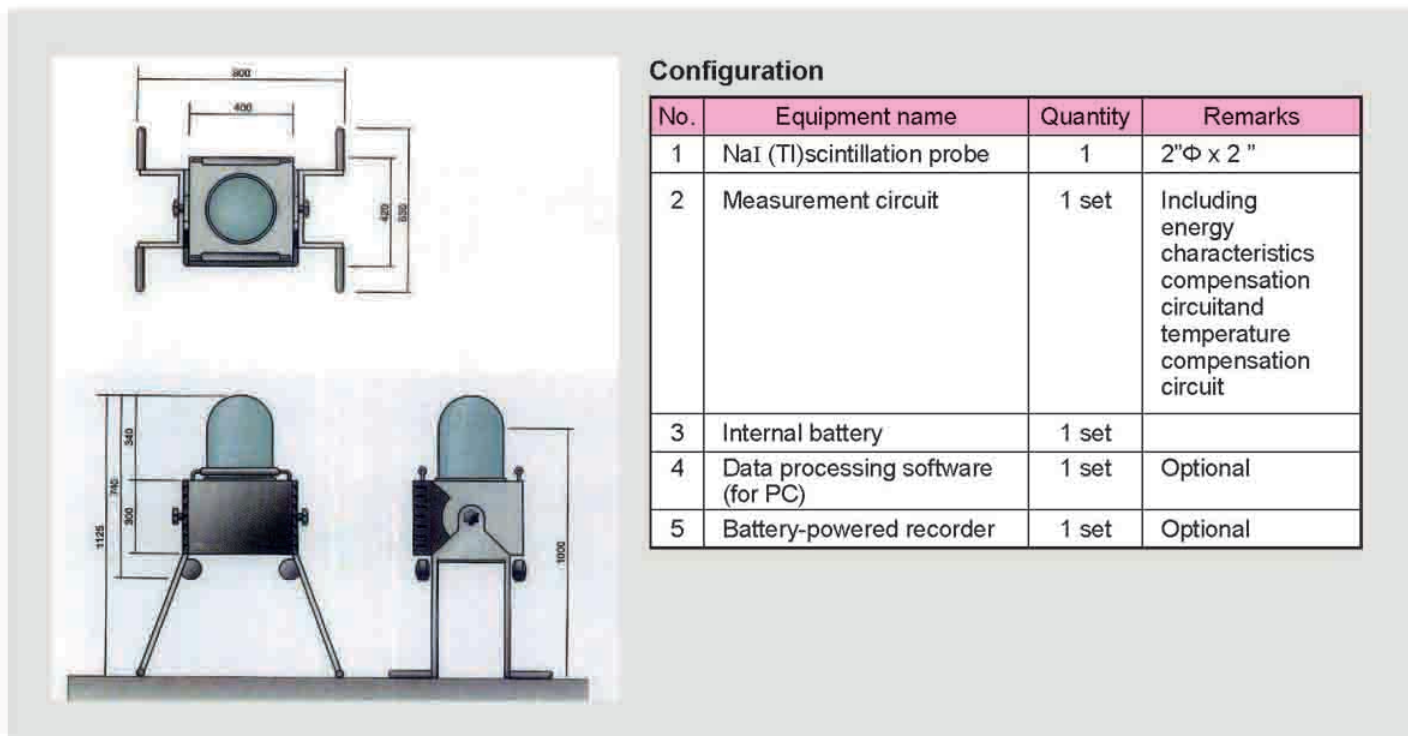 800
400
420
630
1125
740
340
300
1000
Configuration
No. Equipment name Quantity Remarks
1 NaI (Tl)scintillation probe 1 2"Φ x 2 "
2 Measurement circuit 1 set Including
energy
characteristics
compensation
circuitand
temperature
compensation
circuit
3 Internal battery 1 set
4 Data processing software 1 set Optional
(for PC)
5 Battery-powered recorder 1 set Optional